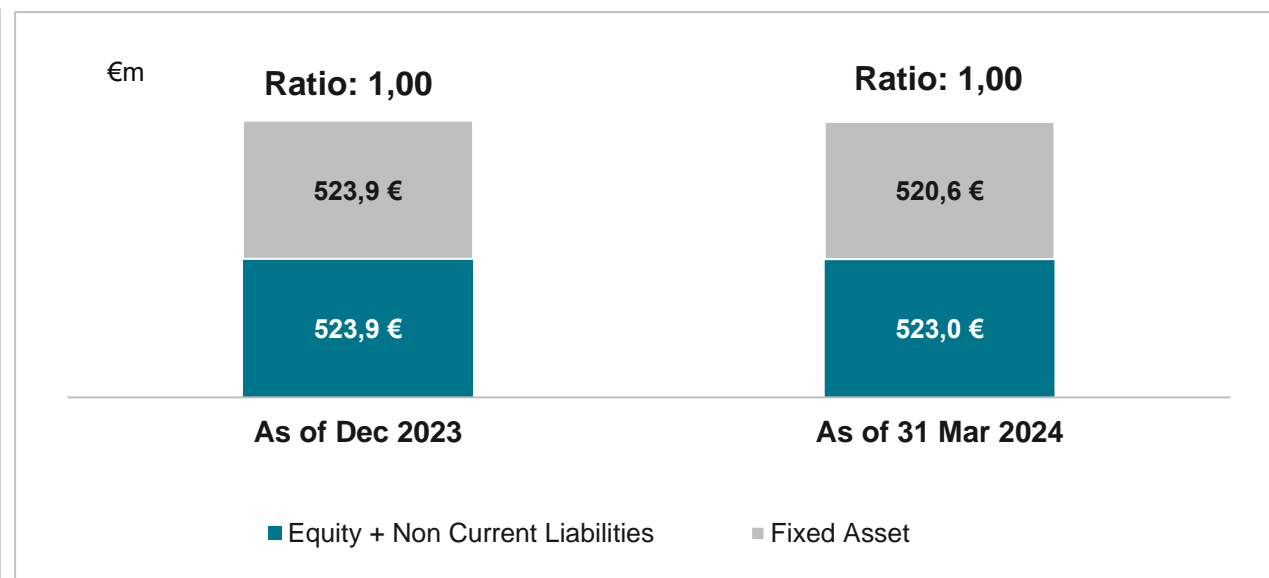 €m
Ratio: 1,00
Ratio: 1,00
523,9 €
520,6 €
523,9 €
523,0 €
As of Dec 2023
As of 31 Mar 2024
Equity + Non Current Liabilities
Fixed Asset